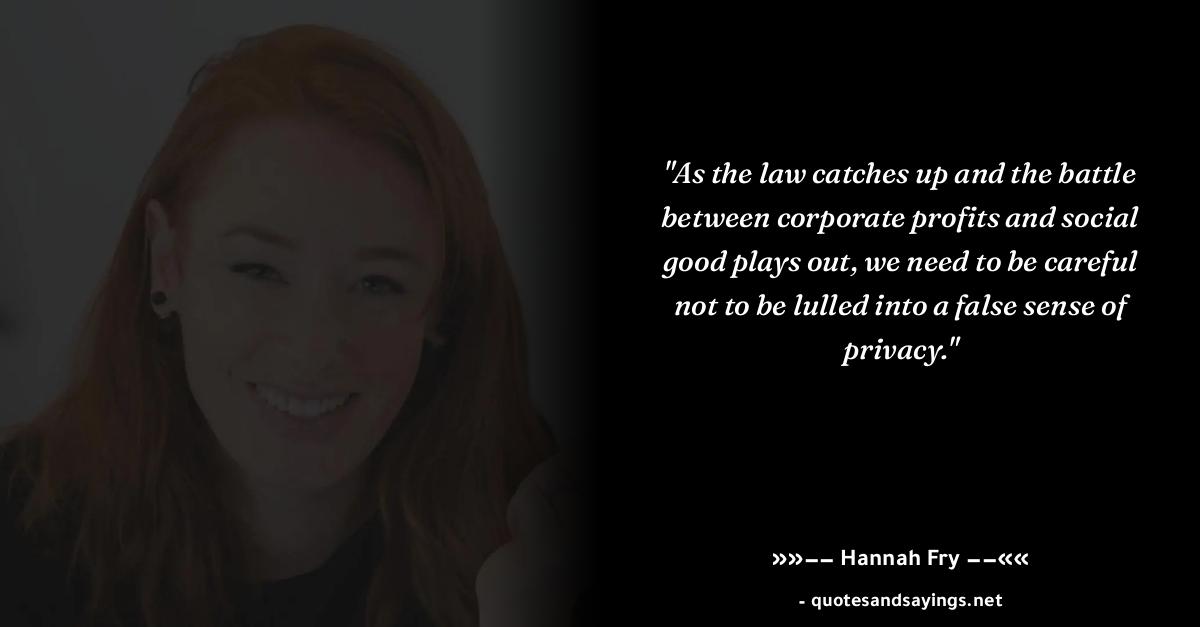 "As the law catches up and the battle
between corporate profits and social
good plays out, we need to be careful
not to be lulled into a false sense of
privacy."
»»−− Hannah Fry −−««
- quotesandsayings.net